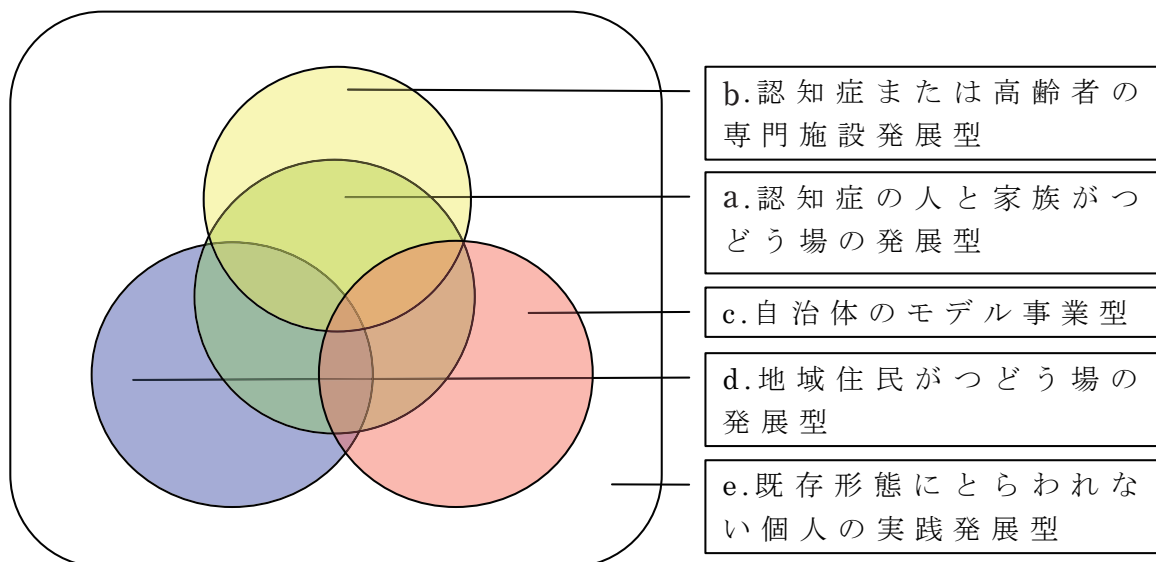 b.認知症または高齢者の
専門施設発展型
a.認知症の人と家族がつ
どう場の発展型
c.自治体のモデル事業型
d.地域住民がつどう場の
発展型
e.既存形態にとらわれな
い個人の実践発展型